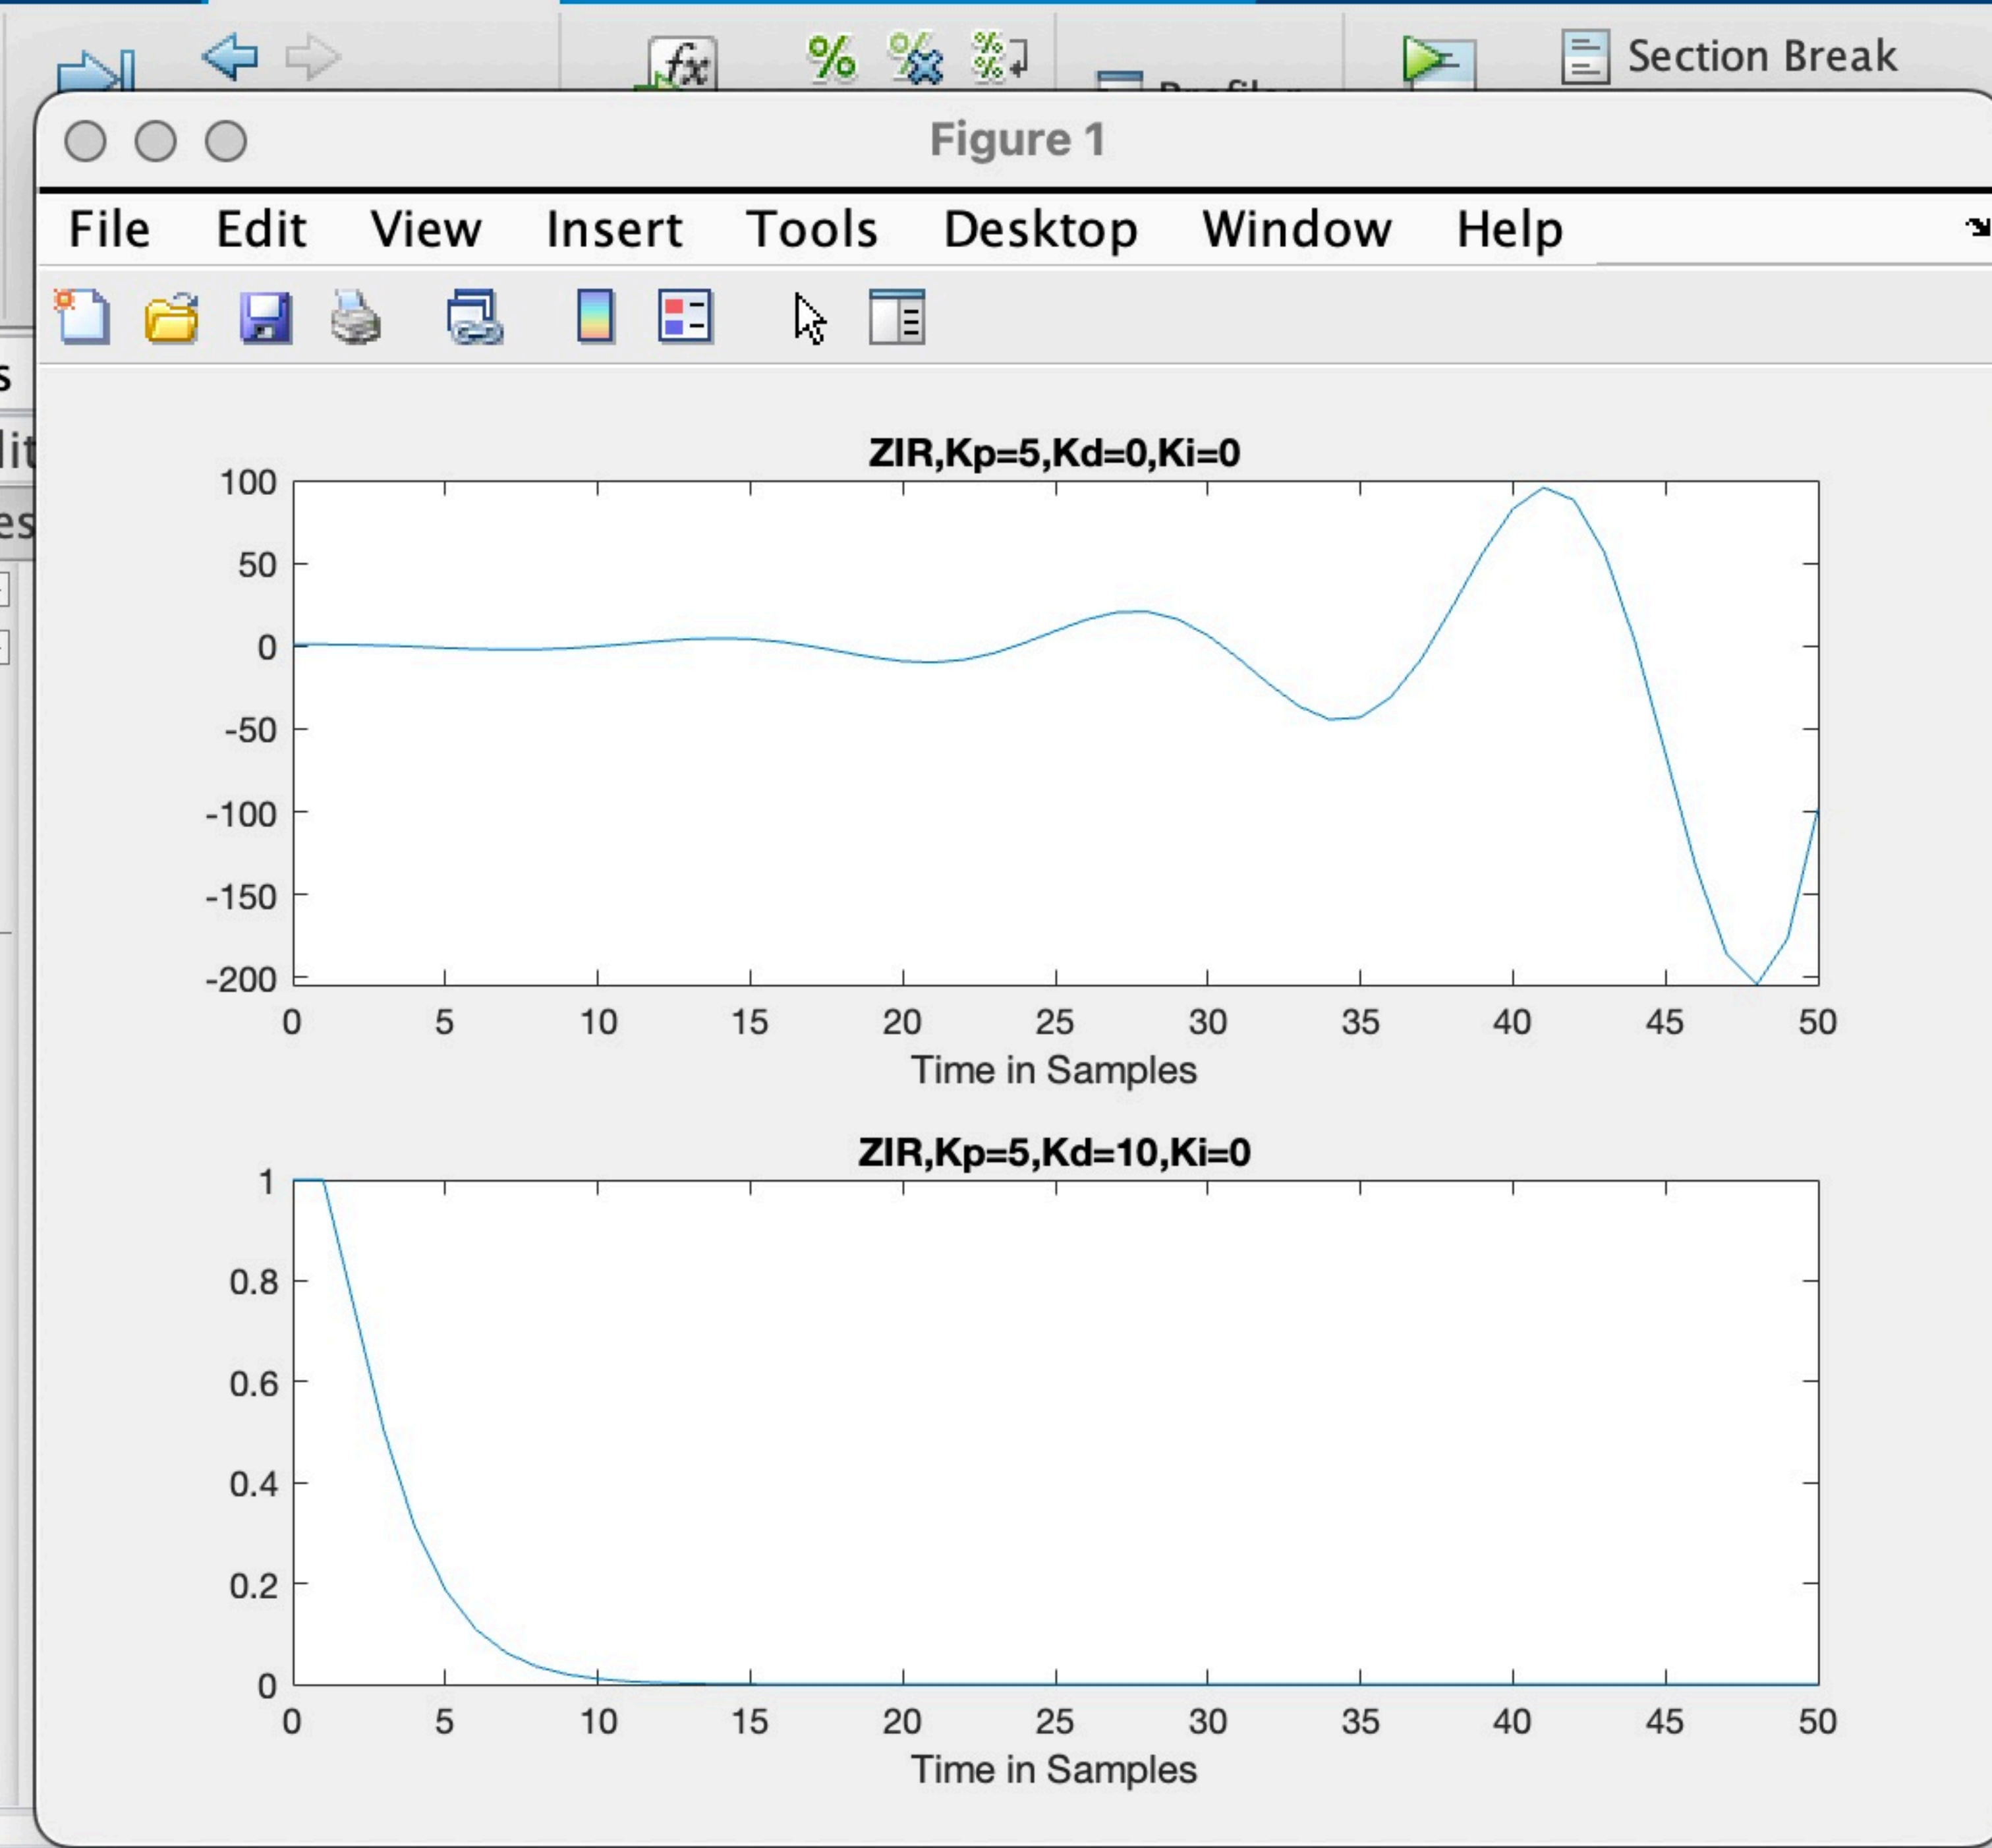 Section Break
Figure 1
File Edit View Insert Tools Desktop Window Help
ZIR,Kp=5,Kd=0,Ki=0
100
50
0
-50
-100
-150
-200
0 5 10 15 20 25 30 35 40 45 50
Time in Samples
ZIR,Kp=5,Kd=10,Ki=0
1
0.8
0.6
0.4
0.2
0
0 5 10 15 20 25 30 35 40 45 50
Time in Samples